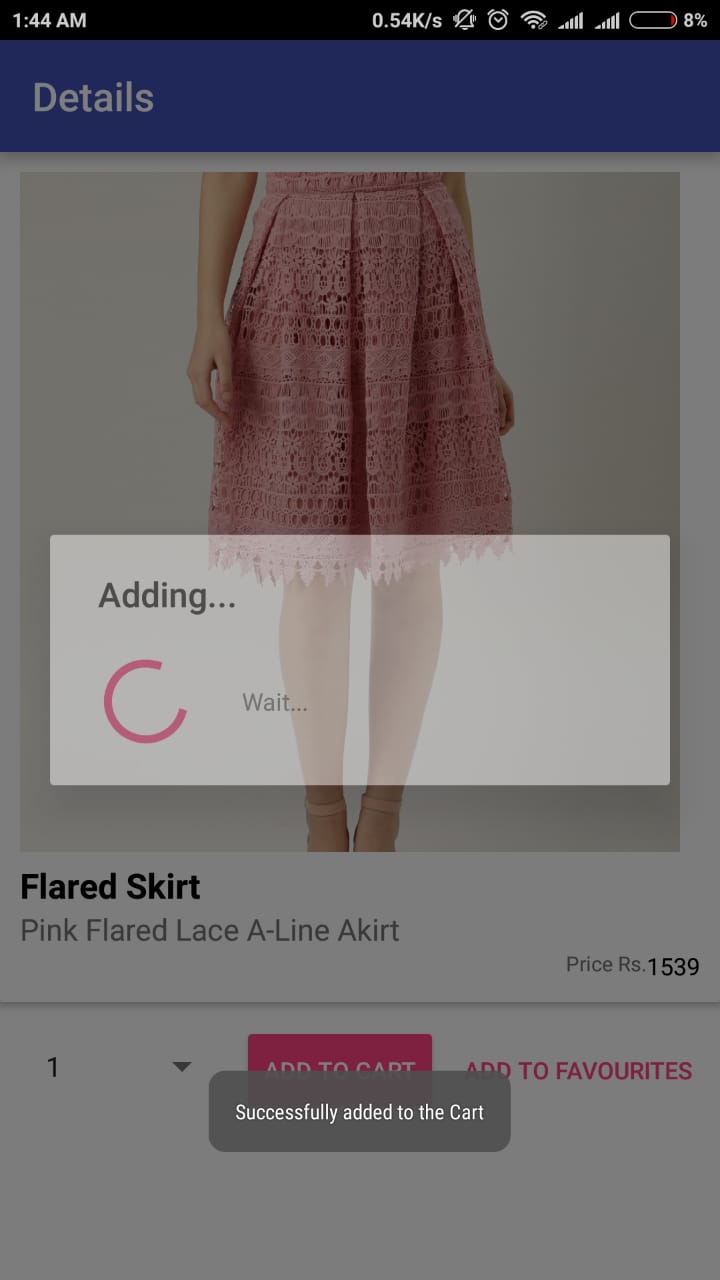 1:44 AM 0.54K/s 8%
Details
Adding...
Wait...
Flared Skirt
Pink Flared Lace A-Line Akirt
Price Rs.1539
1 ADD TO CART ADD TO FAVOURITES
Successfully added to the Cart